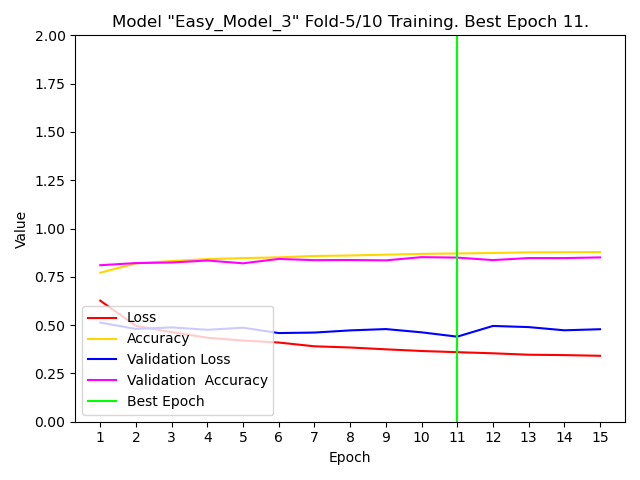 Model "Easy_Model_3" Fold-5/10 Training. Best Epoch 11.
2.00
1.75
1.50
1.25
1.00
0.75
0.50
0.25
0.00
Value
Loss
Accuracy
Validation Loss
Validation  Accuracy
Best Epoch
1 2 3 4 5 6 7 8 9 10 11 12 13 14 15
Epoch